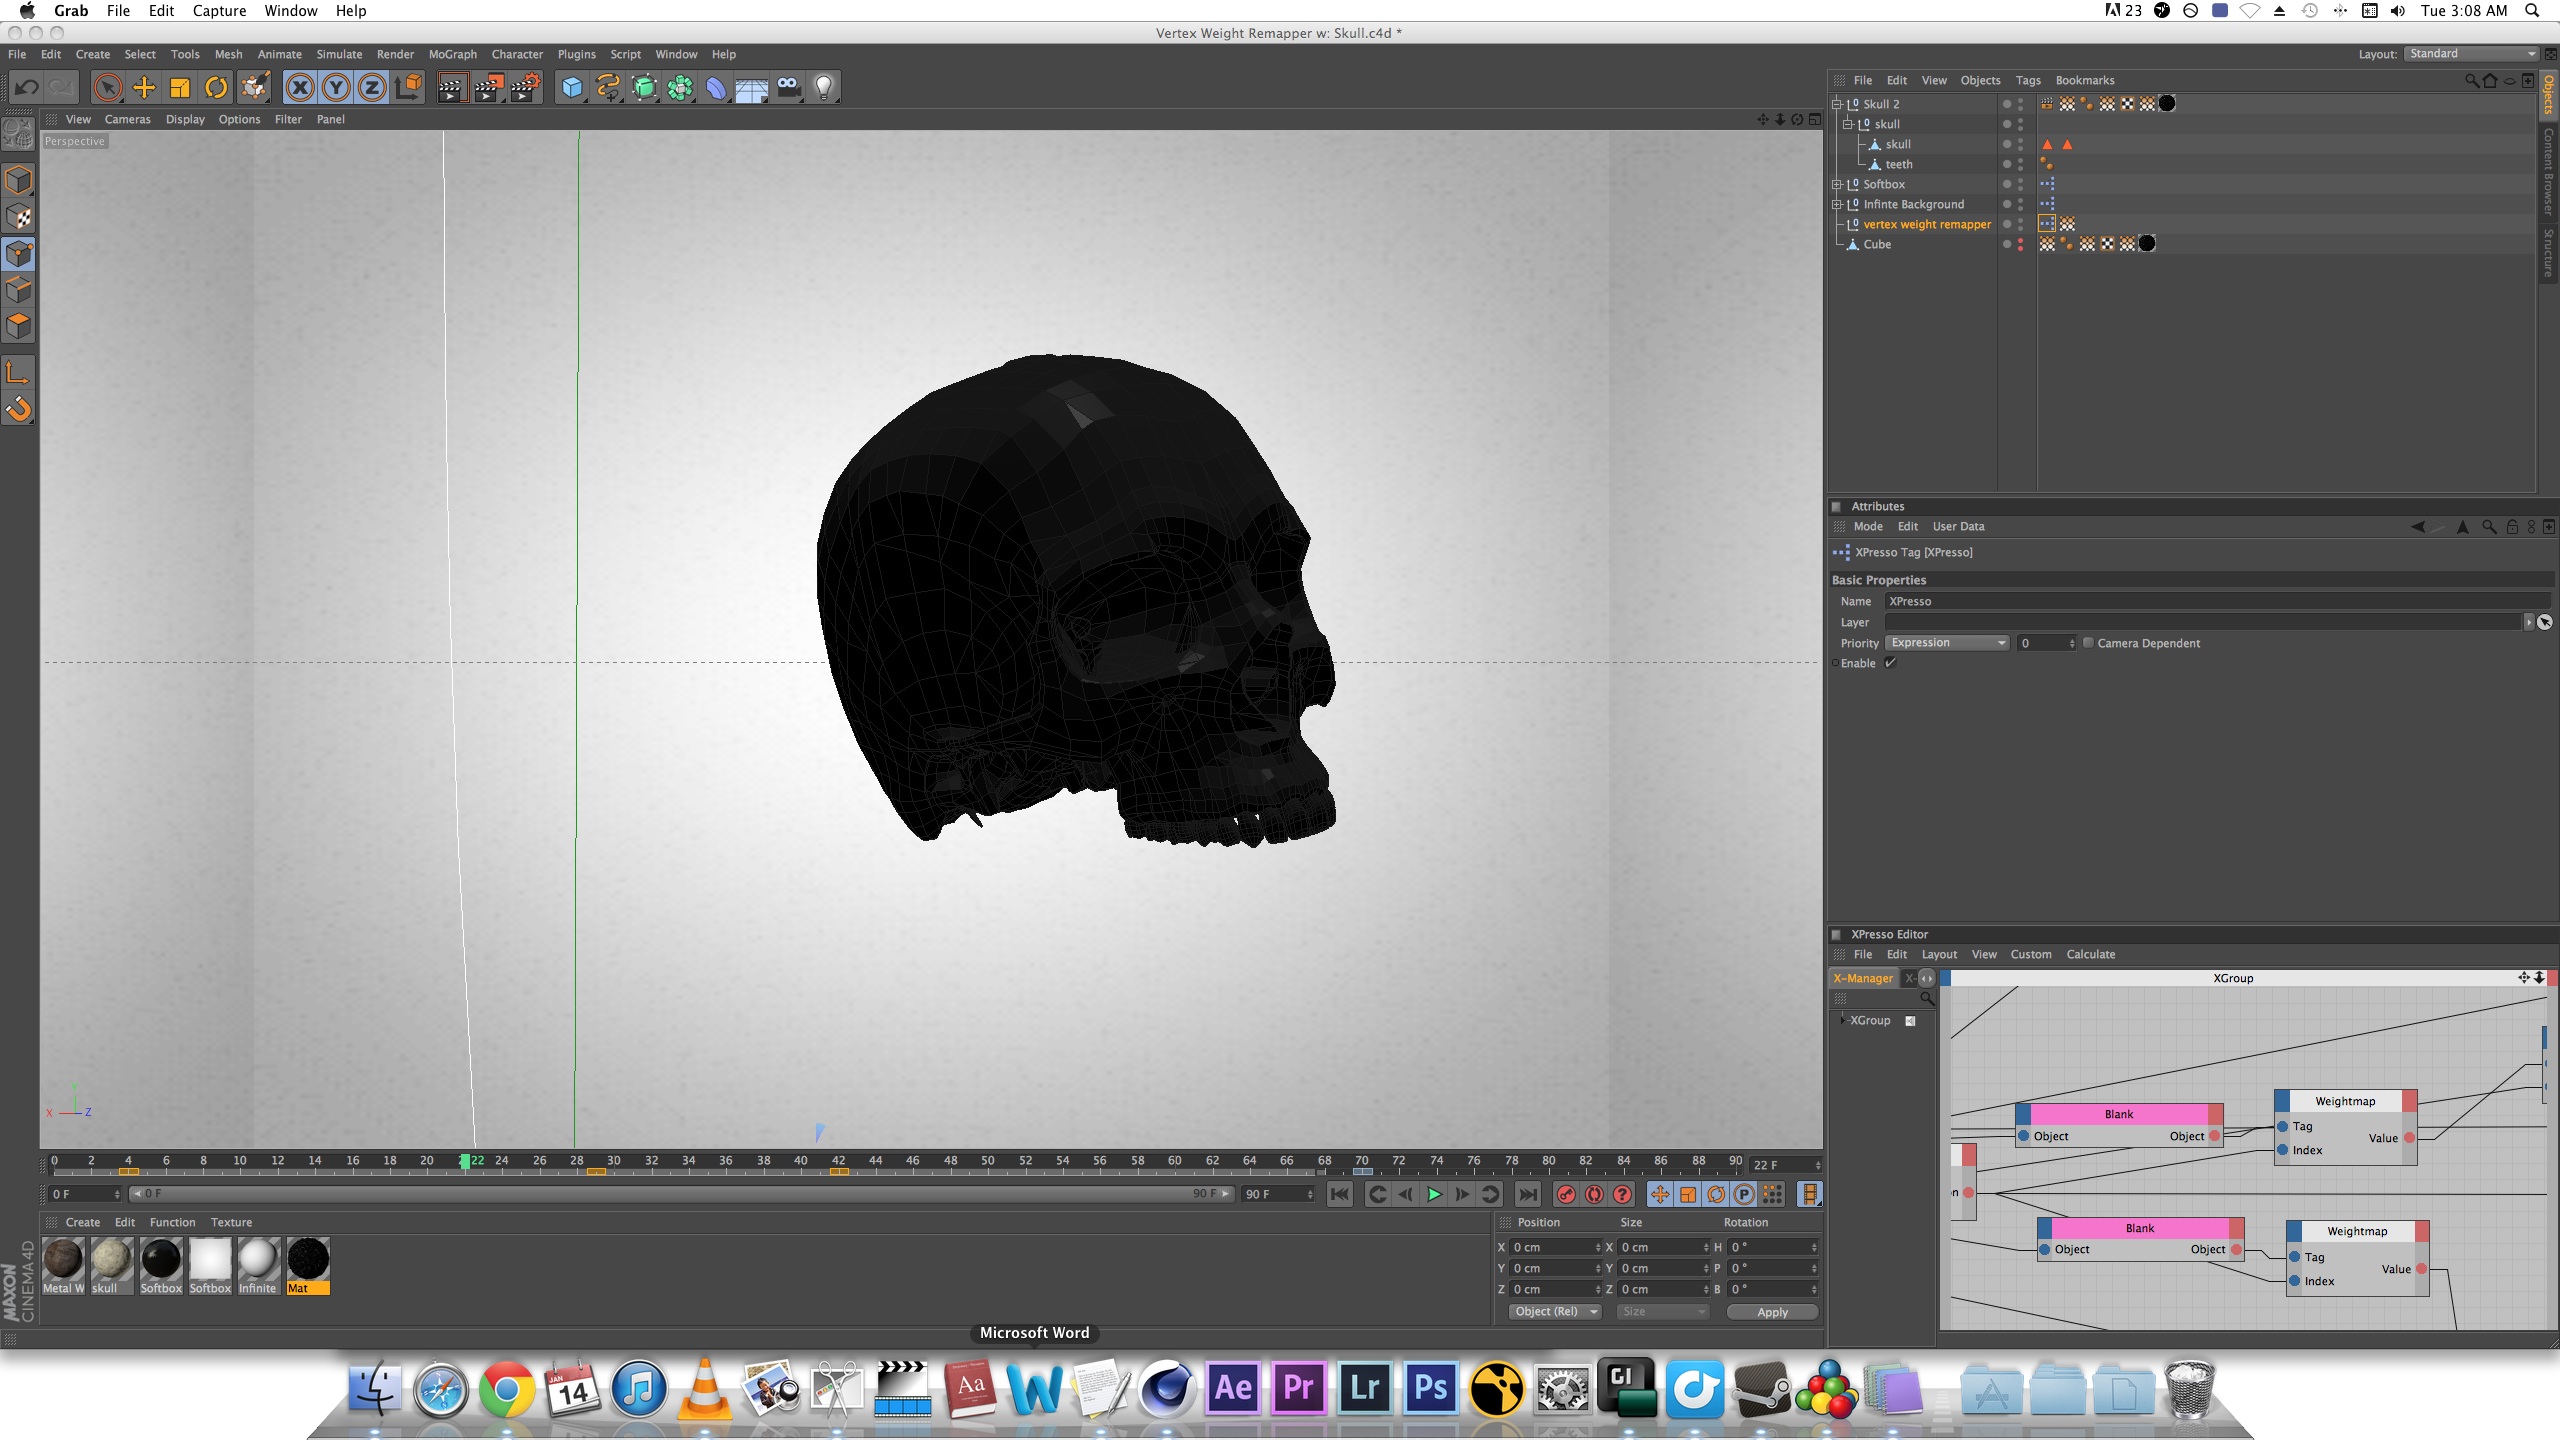 Grab File Edit Capture Window Help
23 Tue 3:08 AM
Vertex Weight Remapper w: Skull.c4d *
File Edit Create Select Tools Mesh Animate Simulate Render MoGraph Character Plugins Script Window Help
Layout: Standard
X Y Z
View Cameras Display Options Filter Panel
Perspective
File Edit View Objects Tags Bookmarks
Skull 2
skull
skull
teeth
Softbox
Infinte Background
vertex weight remapper
Cube
Objects
Content Browser
Structure
Attributes
Mode Edit User Data
XPresso Tag [XPresso]
Basic Properties
Name XPresso
Layer
Priority Expression 0 Camera Dependent
Enable
XPresso Editor
File Edit Layout View Custom Calculate
X-Manager X-
XGroup
XGroup
Blank
Object Object
Weightmap
Tag
Value
Index
n
Blank
Object Object
Weightmap
Tag
Value
Index
Y
X Z
0 2 4 6 8 10 12 14 16 18 20 22 24 26 28 30 32 34 36 38 40 42 44 46 48 50 52 54 56 58 60 62 64 66 68 70 72 74 76 78 80 82 84 86 88 90 22 F
0 F 0 F 90 F 90 F
P
Create Edit Function Texture
Metal W skull Softbox Softbox Infinite Mat
MAXON
CINEMA 4D
Position Size Rotation
X 0 cm X 0 cm H 0 °
Y 0 cm Y 0 cm P 0 °
Z 0 cm Z 0 cm B 0 °
Object (Rel) Size Apply
Microsoft Word
JAN
14
Aa
W
Ae
Pr
Lr
Ps
GI